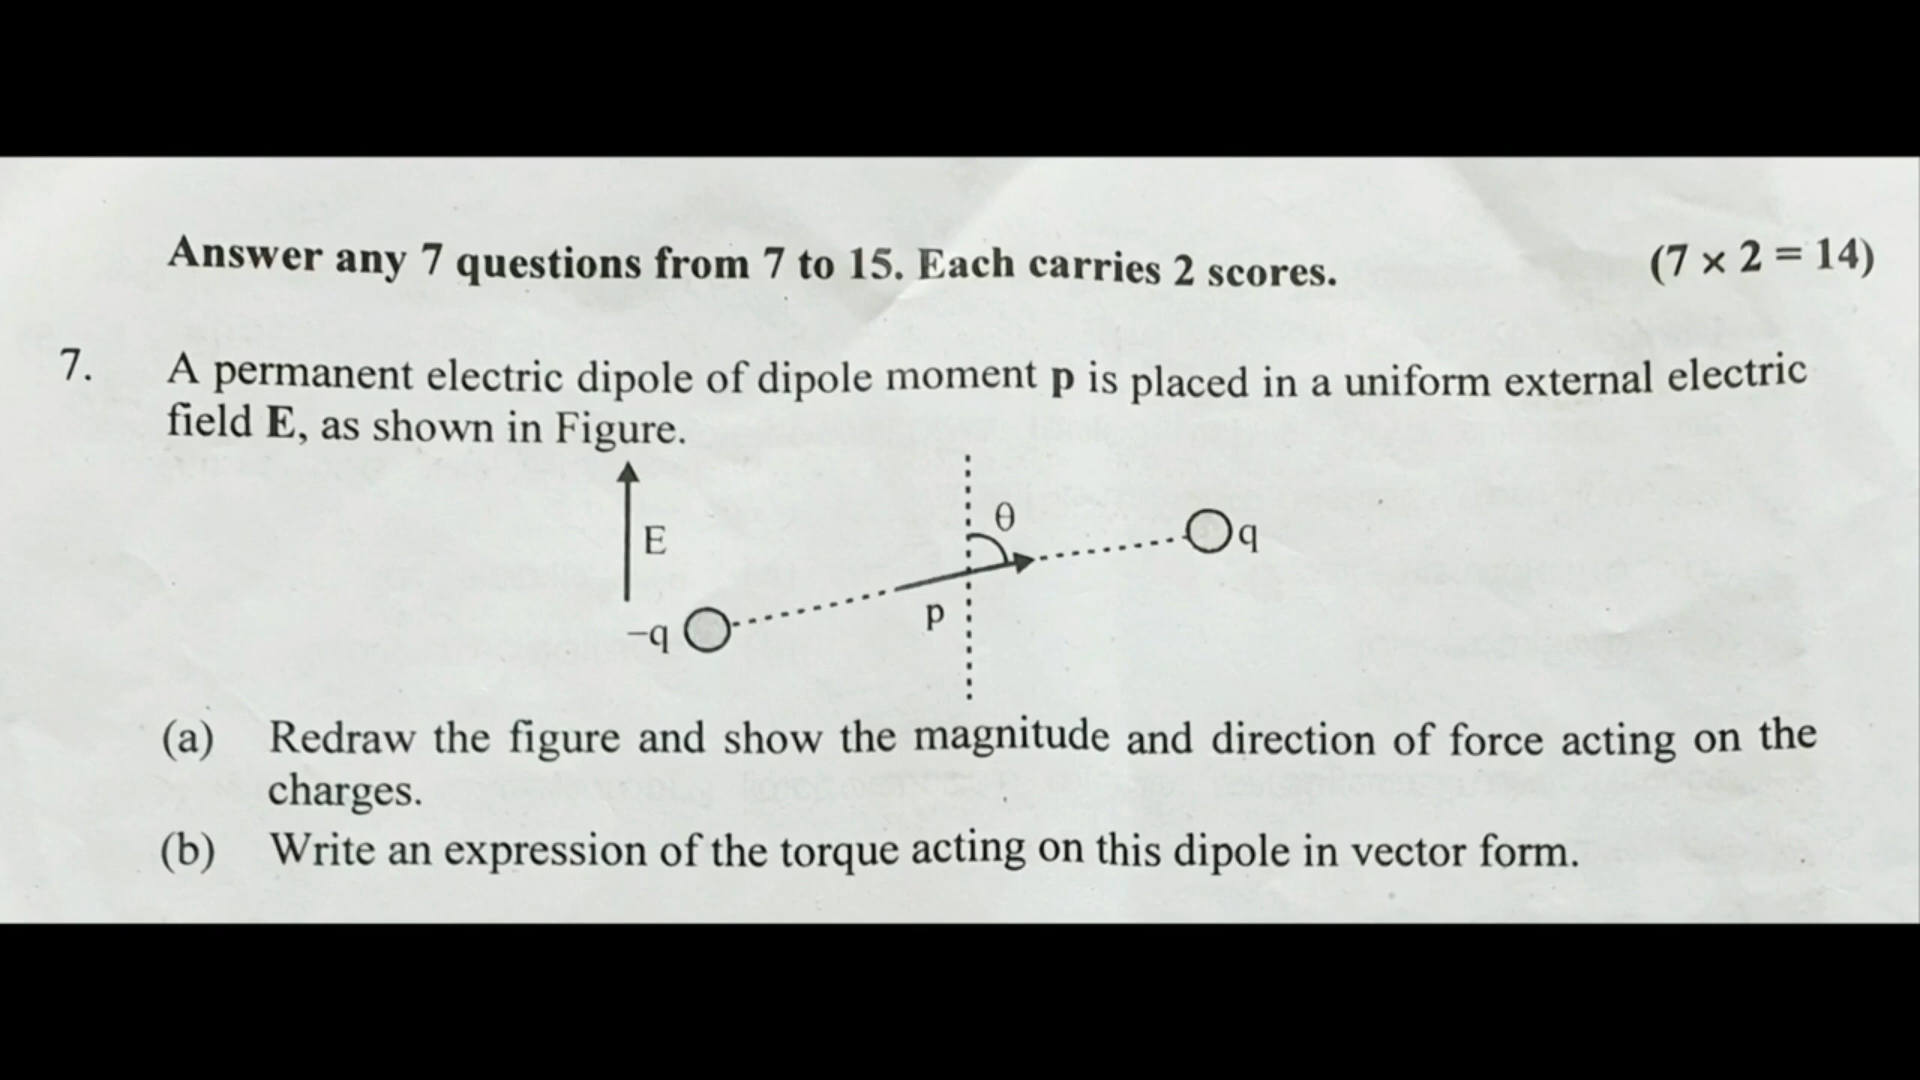 Answer any 7 questions from 7 to 15. Each carries 2 scores. (7 × 2 = 14)
7. A permanent electric dipole of dipole moment p is placed in a uniform external electric
field E, as shown in Figure.
θ
E
q
p
–q
(a) Redraw the figure and show the magnitude and direction of force acting on the
charges.
(b) Write an expression of the torque acting on this dipole in vector form.